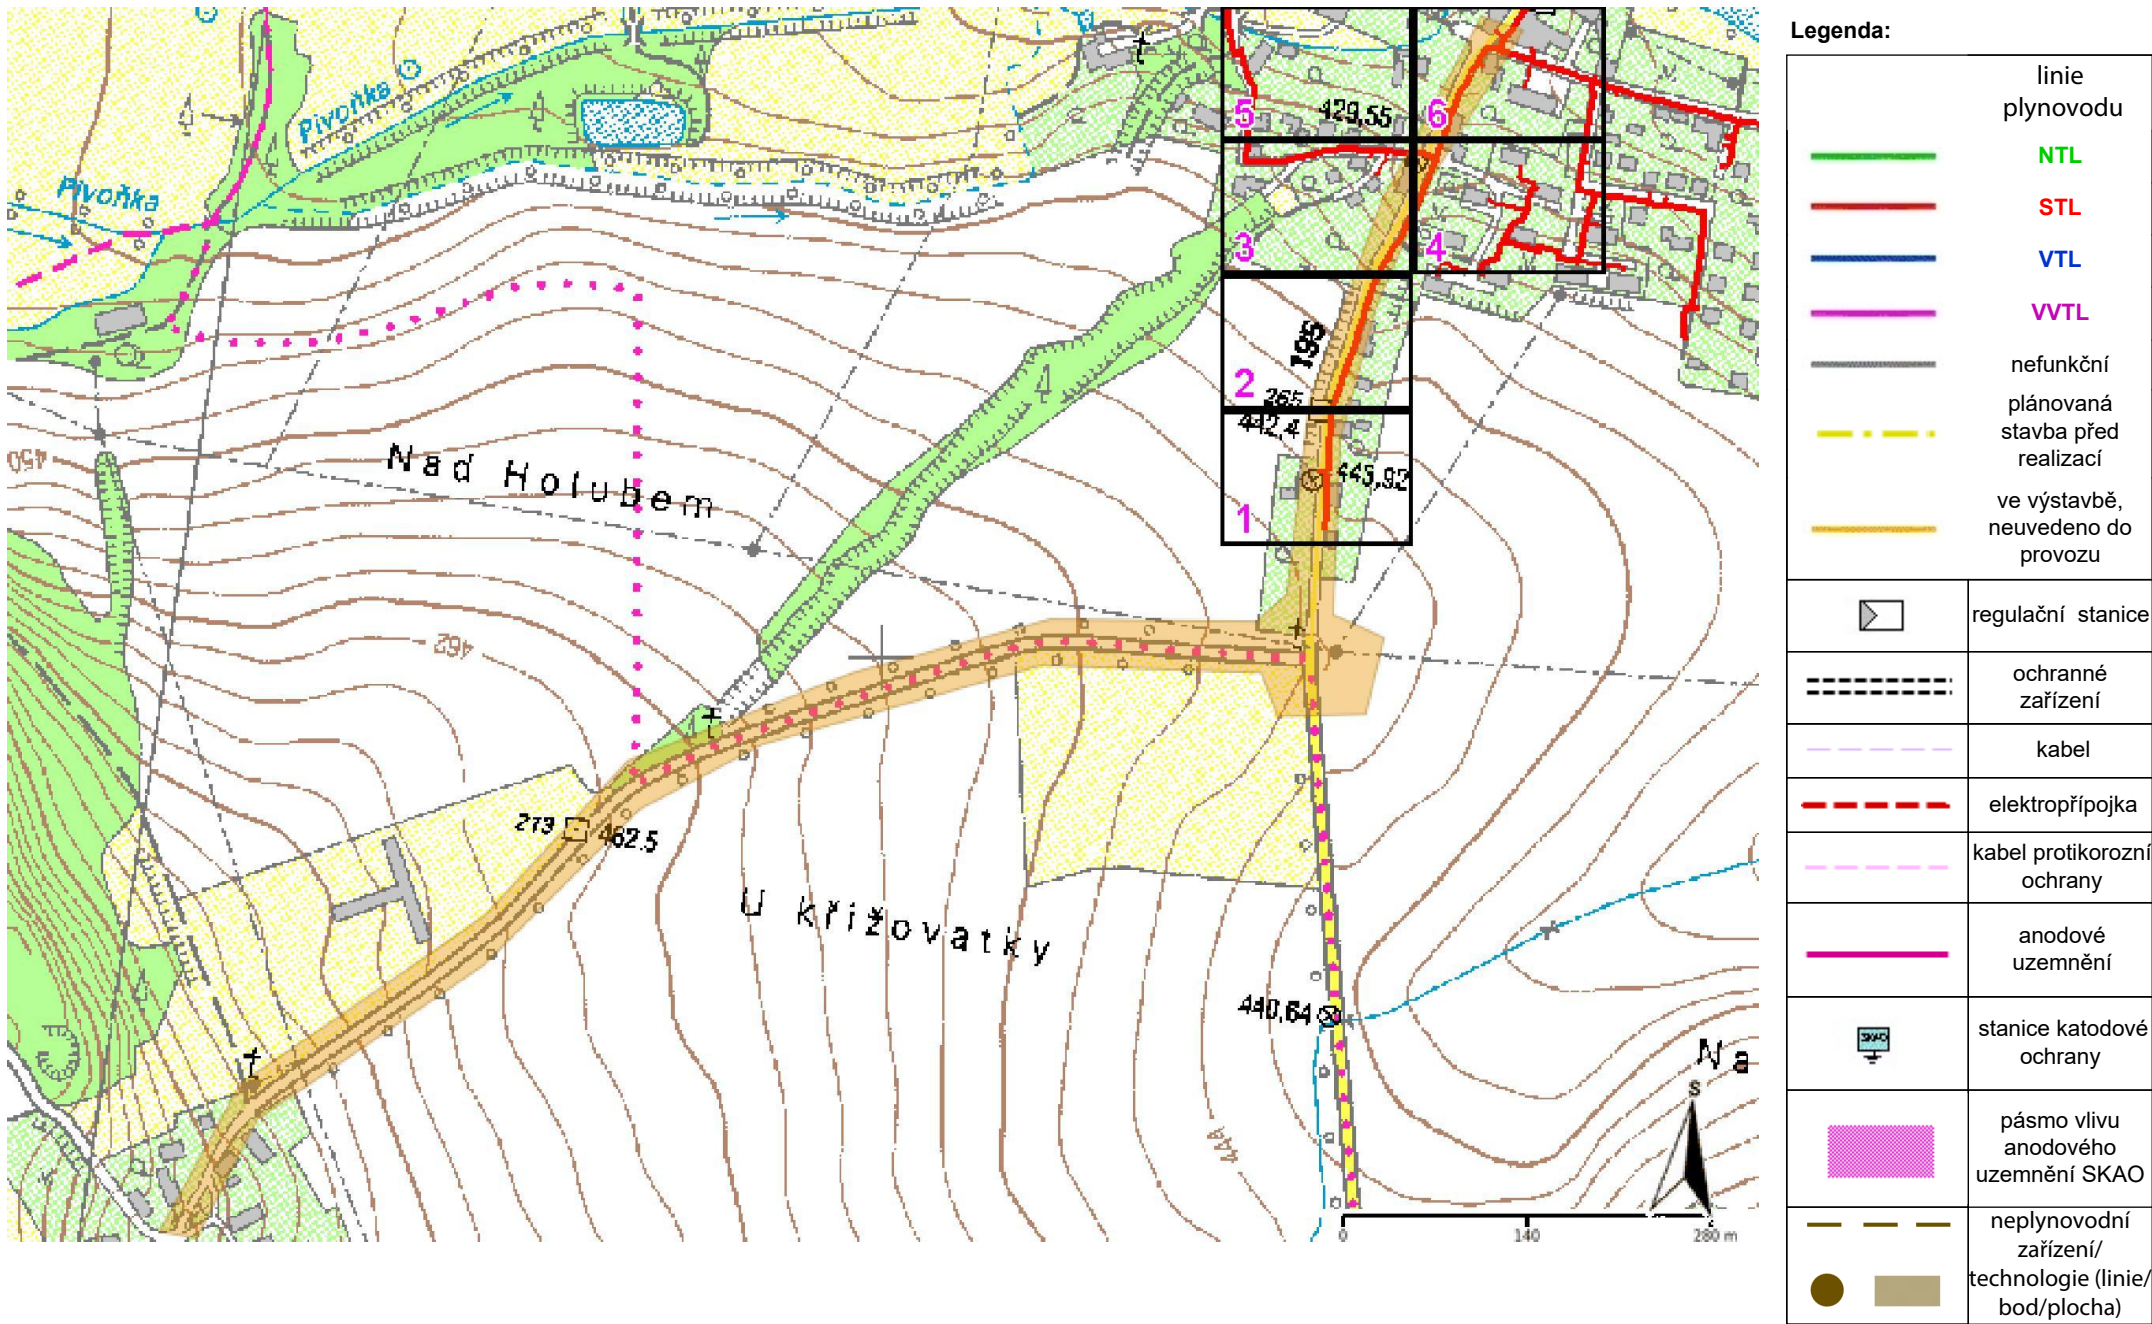 Pivoňka
Pivoňka
5
429,55
6
3
4
195
2
265
442,4
1
445,92
450
Nad Holubem
462
273
462.5
U křižovatky
440,64
Na
444
S
0
140
280 m
Legenda:
linie
plynovodu
NTL
STL
VTL
VVTL
nefunkční
plánovaná
stavba před
realizací
ve výstavbě,
neuvedeno do
provozu
regulační stanice
ochranné
zařízení
kabel
elektropřípojka
kabel protikorozní
ochrany
anodové
uzemnění
SKAO
stanice katodové
ochrany
pásmo vlivu
anodového
uzemnění SKAO
neplynovodní
zařízení/
technologie (linie/
bod/plocha)